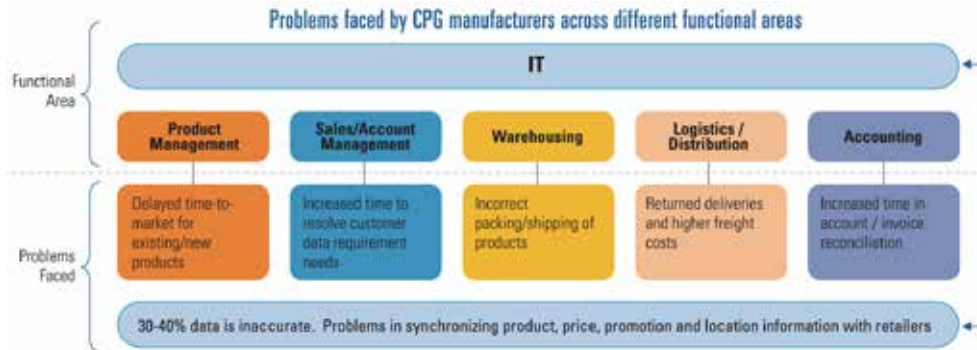 Problems faced by CPG manufacturers across different functional areas
IT
Functional
Area
Product
Management
Sales/Account
Management
Warehousing
Logistics /
Distribution
Accounting
Problems
Faced
Delayed time-to-
market for
existing/new
products
Increased time to
resolve customer
data requirement
needs
Incorrect
packing/shipping of
products
Returned deliveries
and higher freight
costs
Increased time in
account / invoice
reconciliation
30-40% data is inaccurate. Problems in synchronizing product, price, promotion and location information with retailers